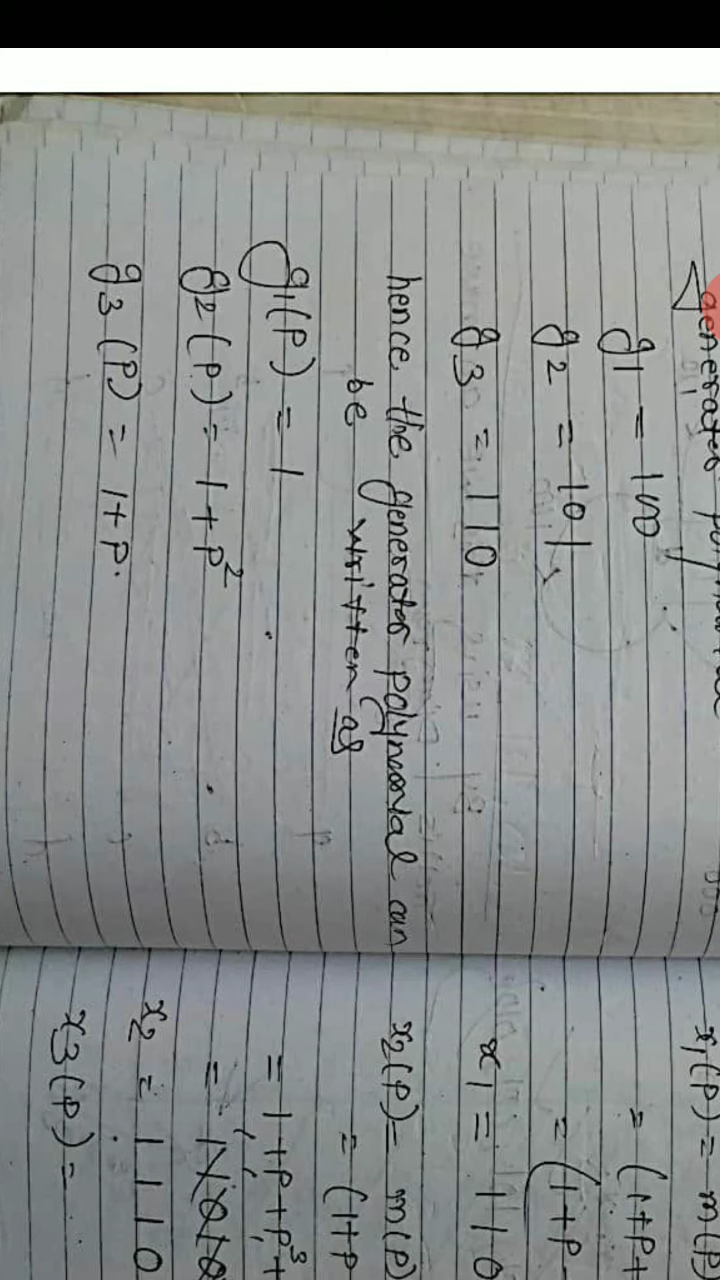 generator polynomial
g1 = 100
g2 = 101
g3 = 110
hence the generator polynomial can
be written as
g1(P) = 1
g2(P) = 1+P²
g3(P) = 1+P.
x1(P) = m(P)
= (1+P+
= (1+P
x1 = 110
x2(P) = m(P)
= (1+P
= 1+P+P³+
x2 = 1110
x3(P) =